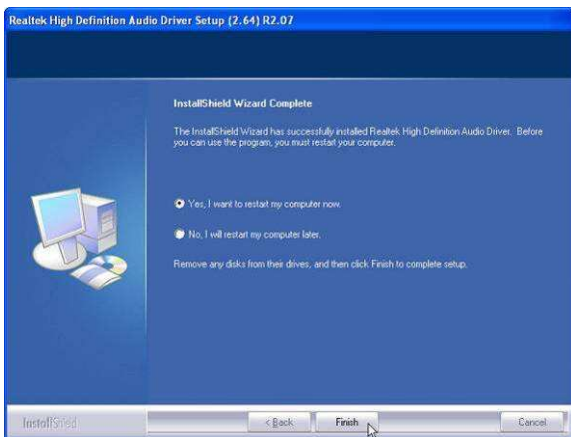 Realtek High Definition Audio Driver Setup (2.64) R2.07
InstallShield Wizard Complete
The InstallShield Wizard has successfully installed Realtek High Definition Audio Driver. Before
you can use the program, you must restart your computer.
Yes, I want to restart my computer now.
No, I will restart my computer later.
Remove any disks from their drives, and then click Finish to complete setup.
InstallShield
< Back
Finish
Cancel